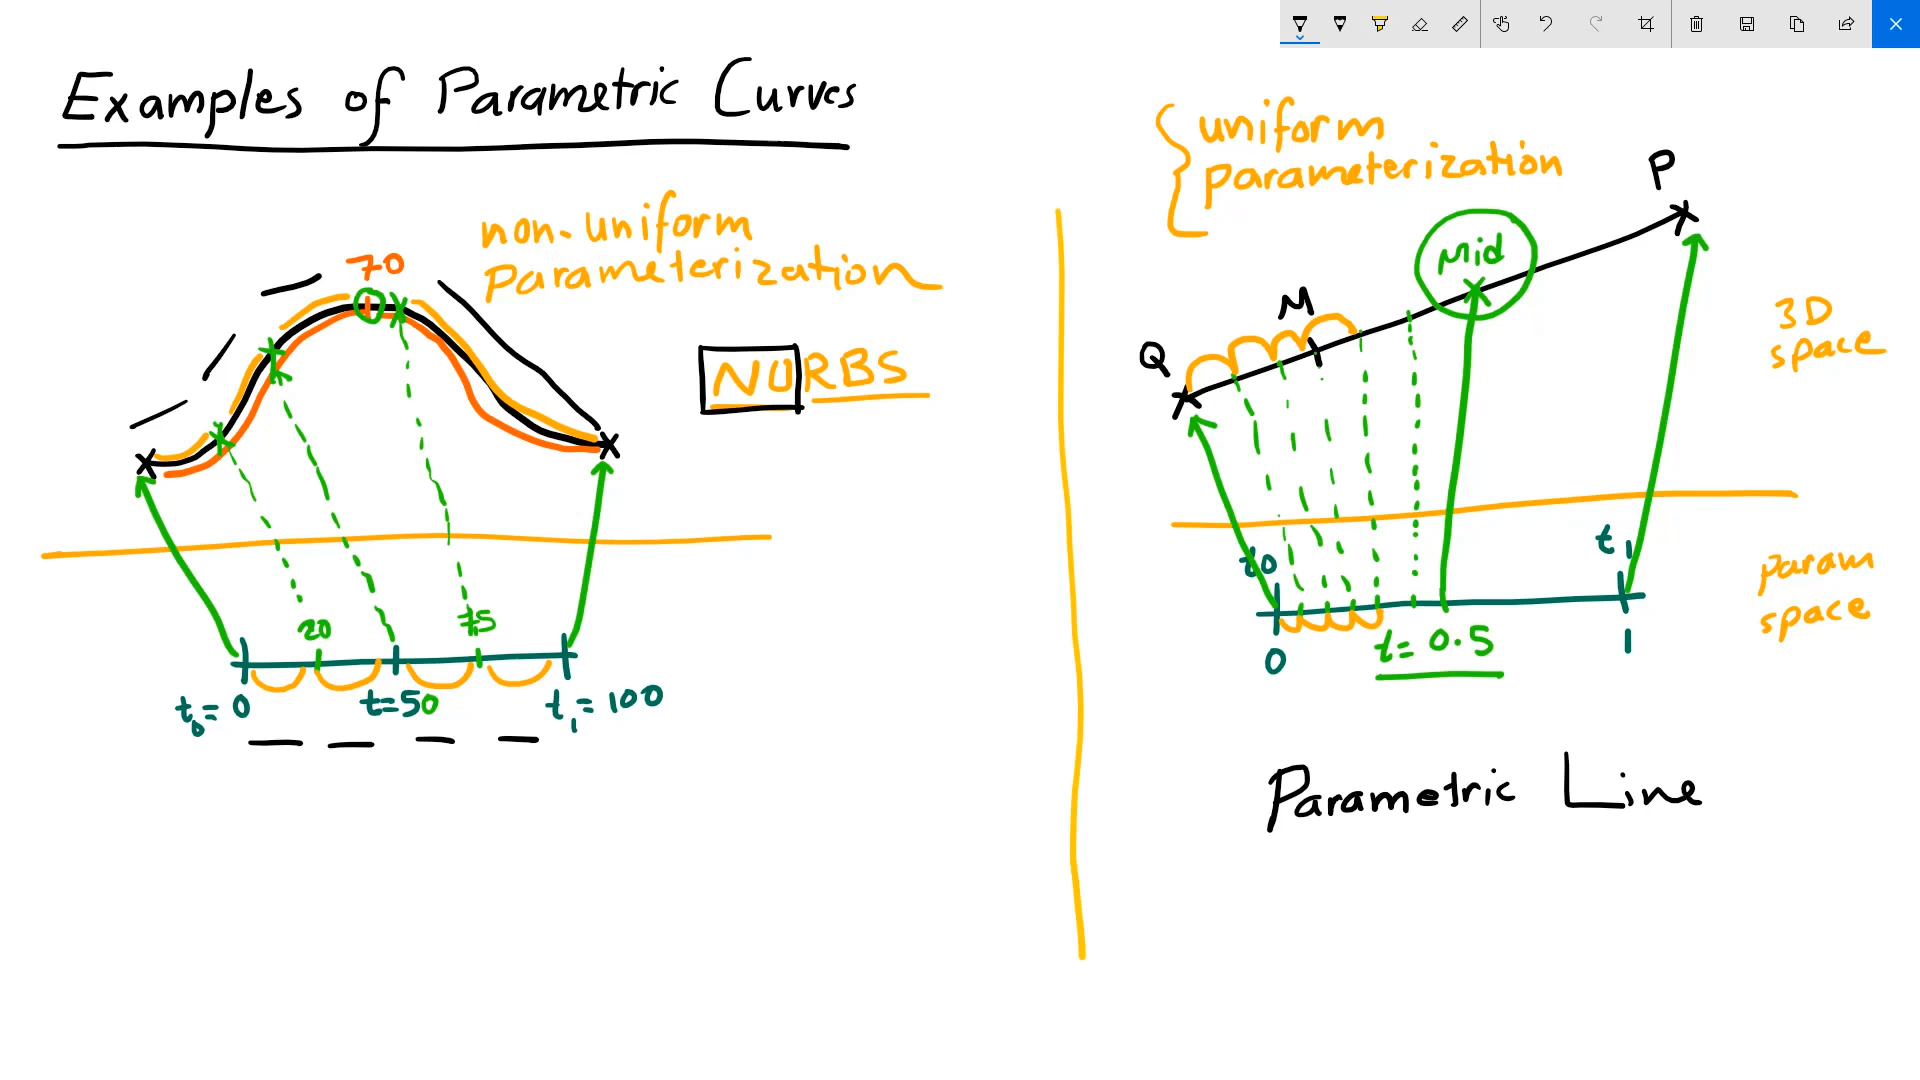 Examples of Parametric Curves
non-uniform
Parameterization
70
NURBS
20
75
t0 = 0
t=50
t1 = 100
uniform
parameterization
P
Mid
M
Q
3D
space
t0
t1
param
space
0
t= 0.5
1
Parametric Line